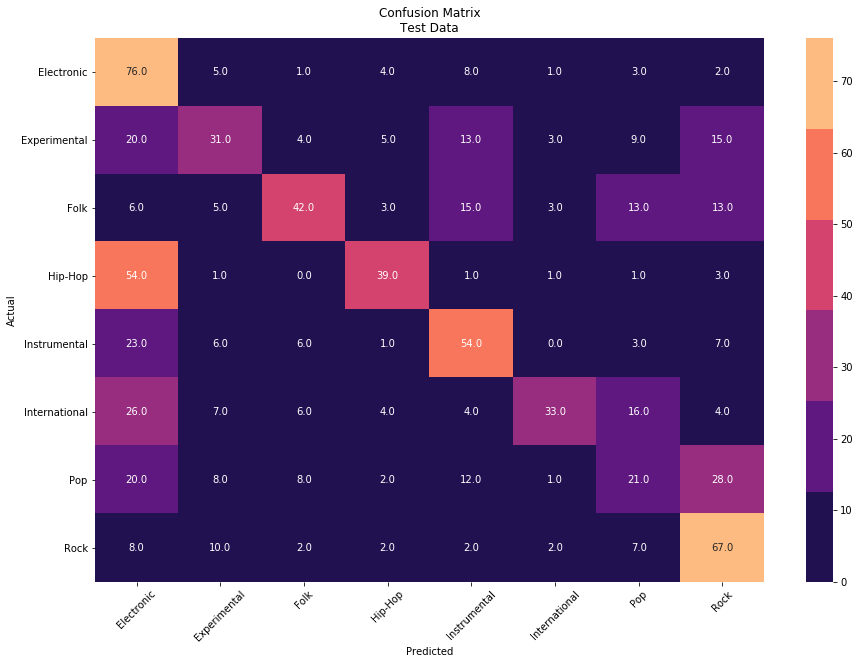 Confusion Matrix
Test Data
Electronic 76.0 5.0 1.0 4.0 8.0 1.0 3.0 2.0
Experimental 20.0 31.0 4.0 5.0 13.0 3.0 9.0 15.0
Folk 6.0 5.0 42.0 3.0 15.0 3.0 13.0 13.0
Hip-Hop 54.0 1.0 0.0 39.0 1.0 1.0 1.0 3.0
Instrumental 23.0 6.0 6.0 1.0 54.0 0.0 3.0 7.0
International 26.0 7.0 6.0 4.0 4.0 33.0 16.0 4.0
Pop 20.0 8.0 8.0 2.0 12.0 1.0 21.0 28.0
Rock 8.0 10.0 2.0 2.0 2.0 2.0 7.0 67.0
Actual
Electronic Experimental Folk Hip-Hop Instrumental International Pop Rock
Predicted
70
60
50
40
30
20
10
0